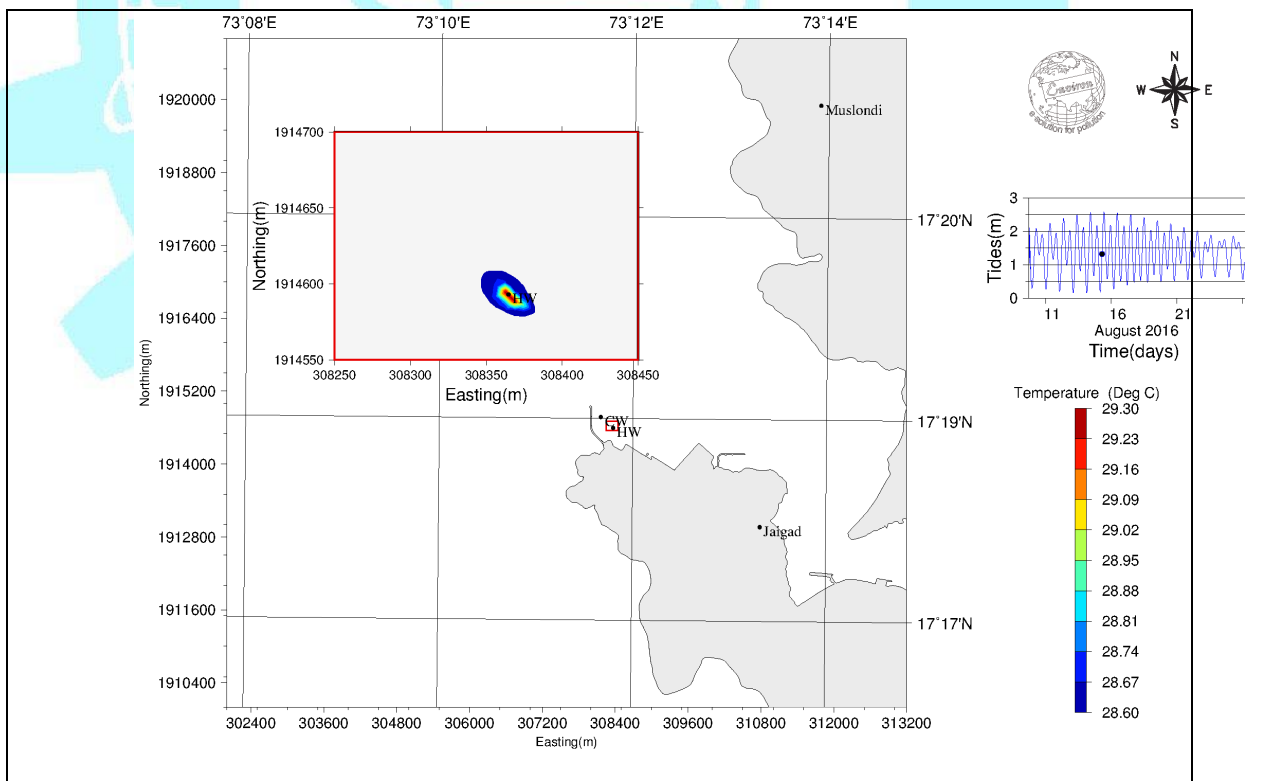 73°08'E 73°10'E 73°12'E 73°14'E
N
W E
S
Environ
e-solution for pollution
1920000
1918800
1917600
1916400
1915200
1914000
1912800
1911600
1910400
Northing(m)
302400 303600 304800 306000 307200 308400 309600 310800 312000 313200
Easting(m)
17°20'N
17°19'N
17°17'N
Muslondi
Jaigad
CW
HW
1914700
1914650
1914600
1914550
Northing(m)
HW
308250 308300 308350 308400 308450
Easting(m)
3
2
1
0
Tides(m)
11 16 21
August 2016
Time(days)
Temperature (Deg C)
29.30
29.23
29.16
29.09
29.02
28.95
28.88
28.81
28.74
28.67
28.60